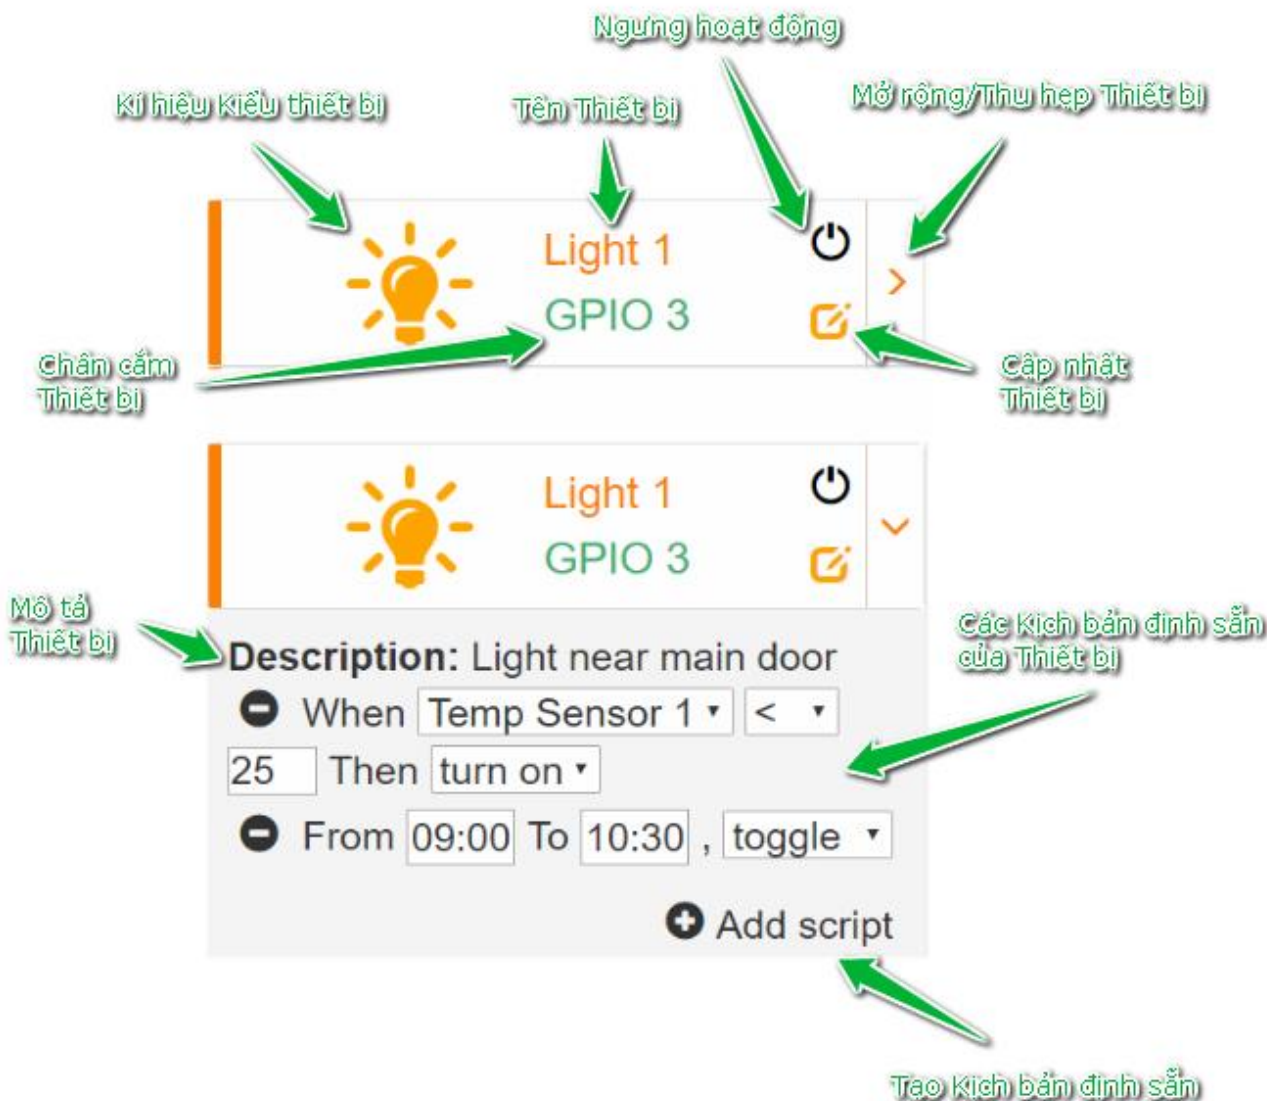 Ngưng hoạt động
Kí hiệu Kiểu thiết bị
Tên Thiết bị
Mở rộng/Thu hẹp Thiết bị
Light 1
GPIO 3
Chân cắm
Thiết bị
Cập nhật
Thiết bị
Light 1
GPIO 3
Mô tả
Thiết bị
Các Kịch bản định sẵn
của Thiết bị
Description: Light near main door
When Temp Sensor 1 <
25 Then turn on
From 09:00 To 10:30 , toggle
Add script
Tạo Kịch bản định sẵn